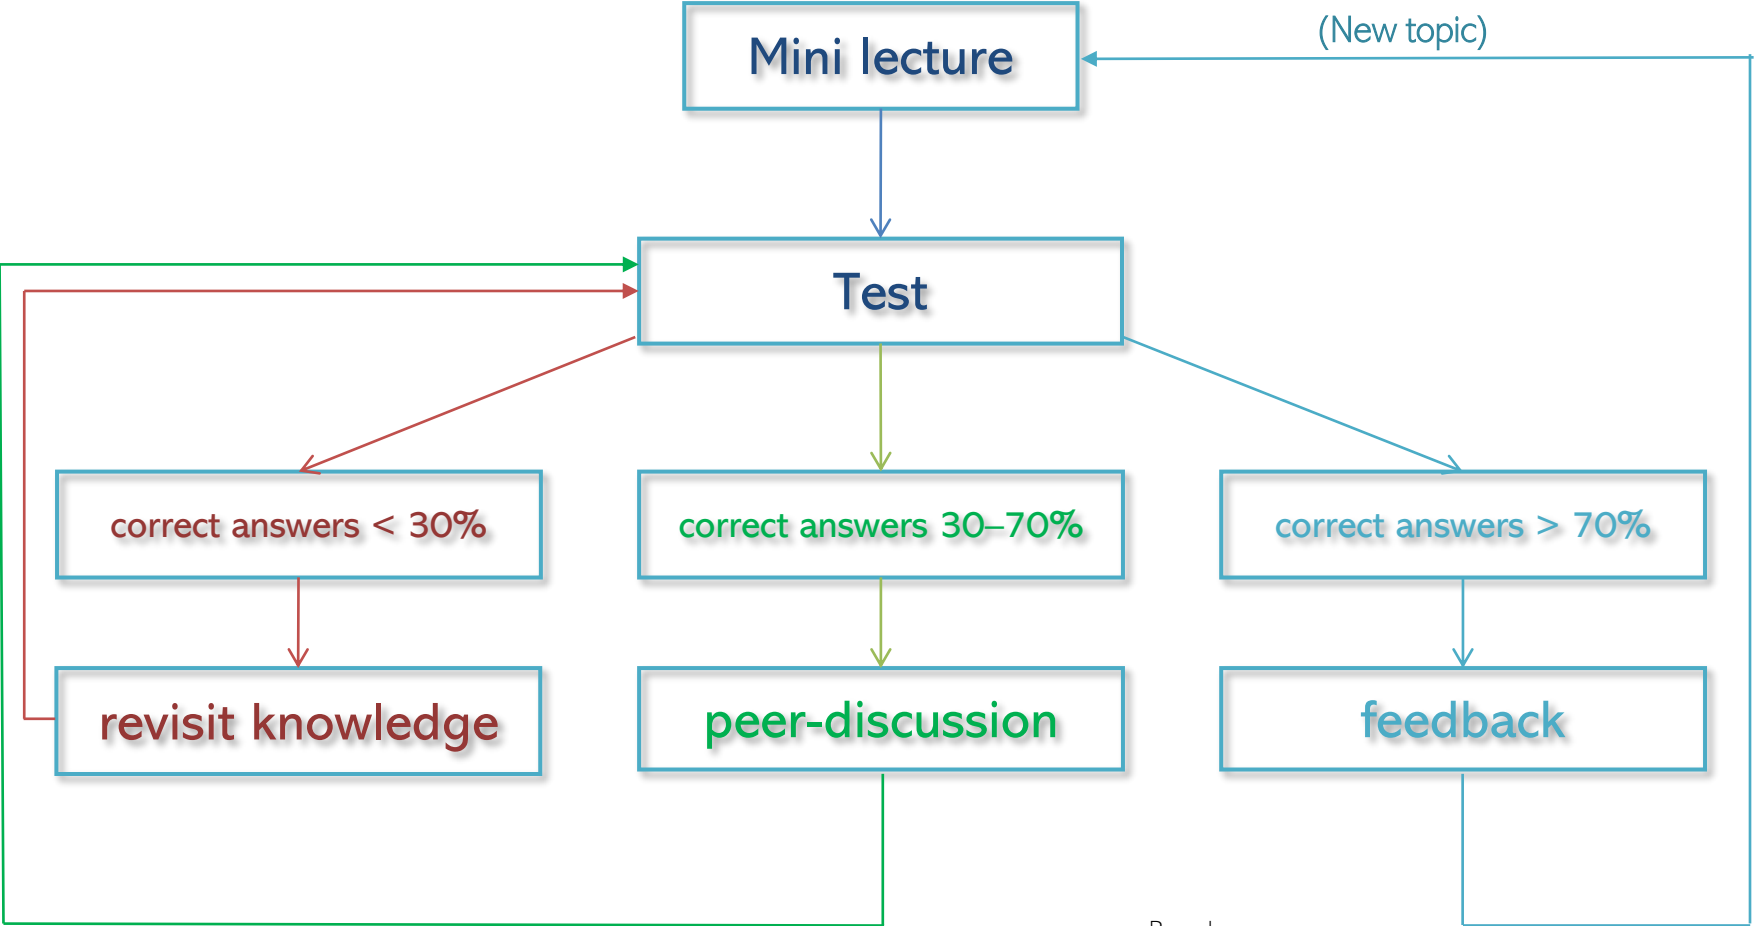 (New topic)
Mini lecture
Test
correct answers < 30%
correct answers 30–70%
correct answers > 70%
revisit knowledge
peer-discussion
feedback